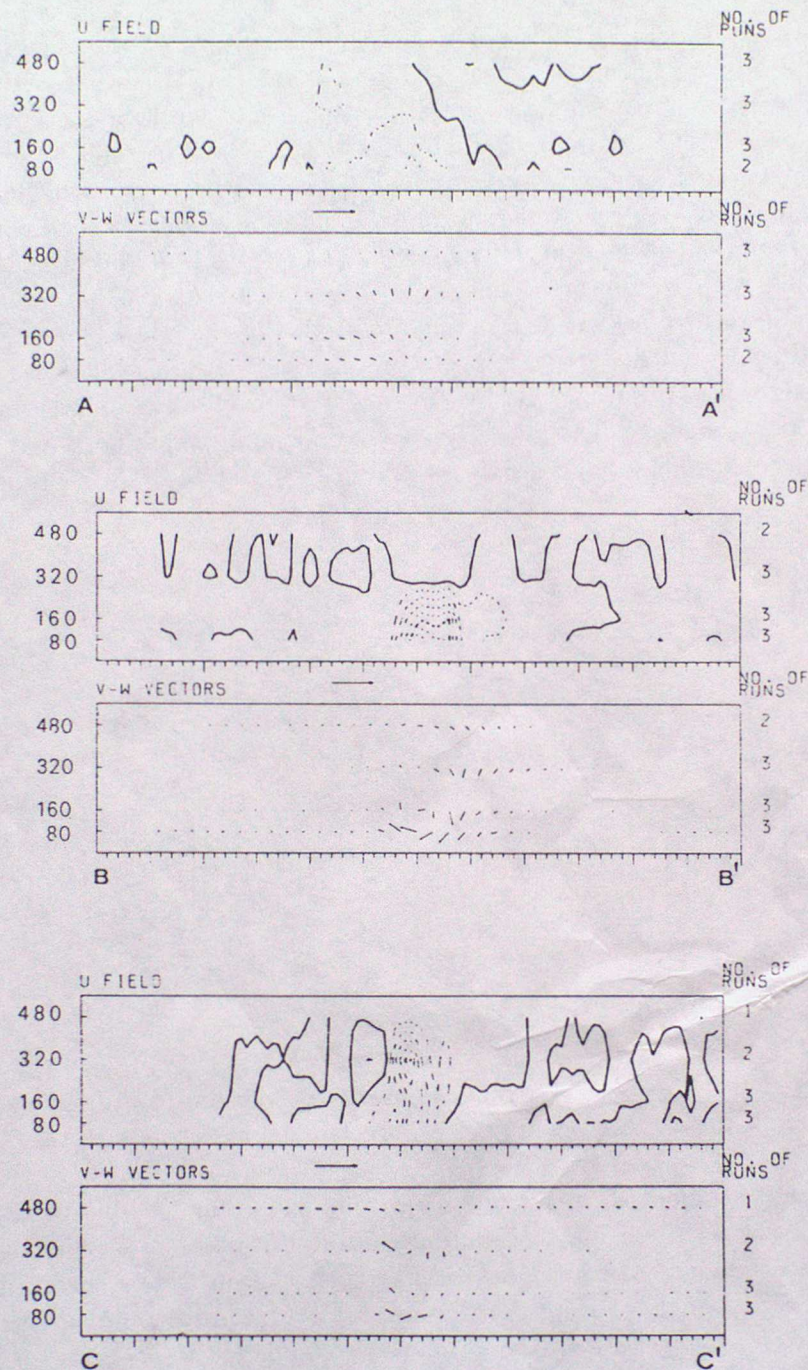 U FIELD NO. OF
RUNS
480 3
320 3
160 3
80 2
V-W VECTORS NO. OF
RUNS
480 3
320 3
160 3
80 2
A A'
U FIELD NO. OF
RUNS
480 2
320 3
160 3
80 3
V-W VECTORS NO. OF
RUNS
480 2
320 3
160 3
80 3
B B'
U FIELD NO. OF
RUNS
480 1
320 2
160 3
80 3
V-W VECTORS NO. OF
RUNS
480 1
320 2
160 3
80 3
C C'